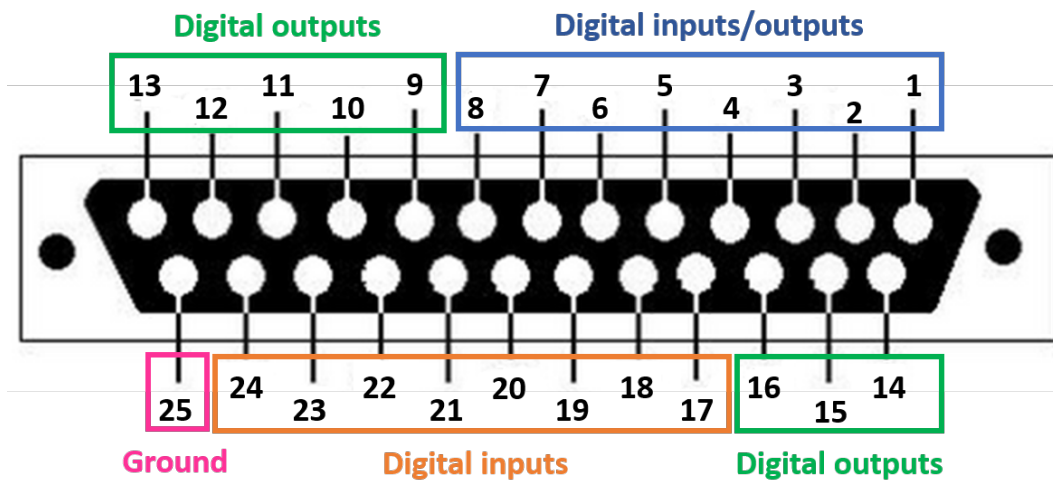 Digital outputs Digital inputs/outputs
13 12 11 10 9 8 7 6 5 4 3 2 1
25 24 23 22 21 20 19 18 17 16 15 14
Ground Digital inputs Digital outputs